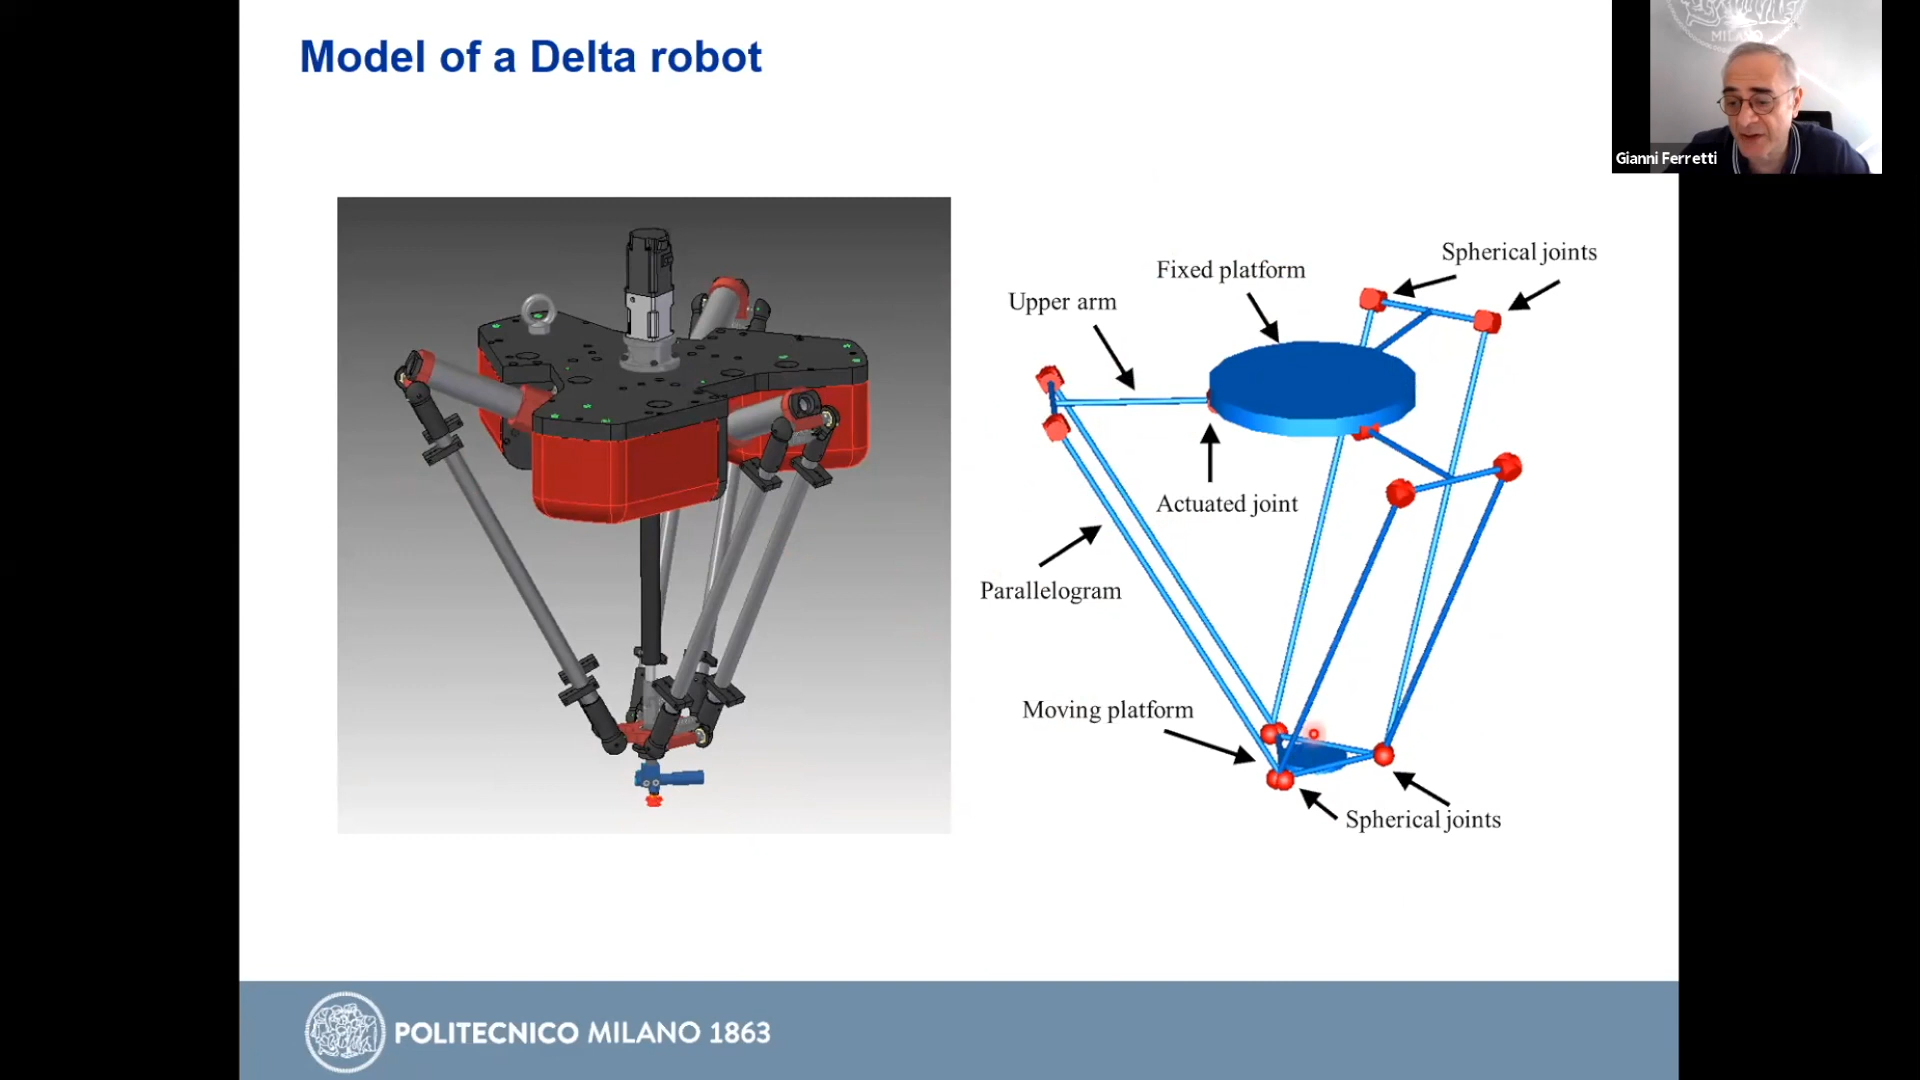 Model of a Delta robot
MILANO
Gianni Ferretti
Spherical joints
Fixed platform
Upper arm
Actuated joint
Parallelogram
Moving platform
Spherical joints
POLITECNICO MILANO 1863